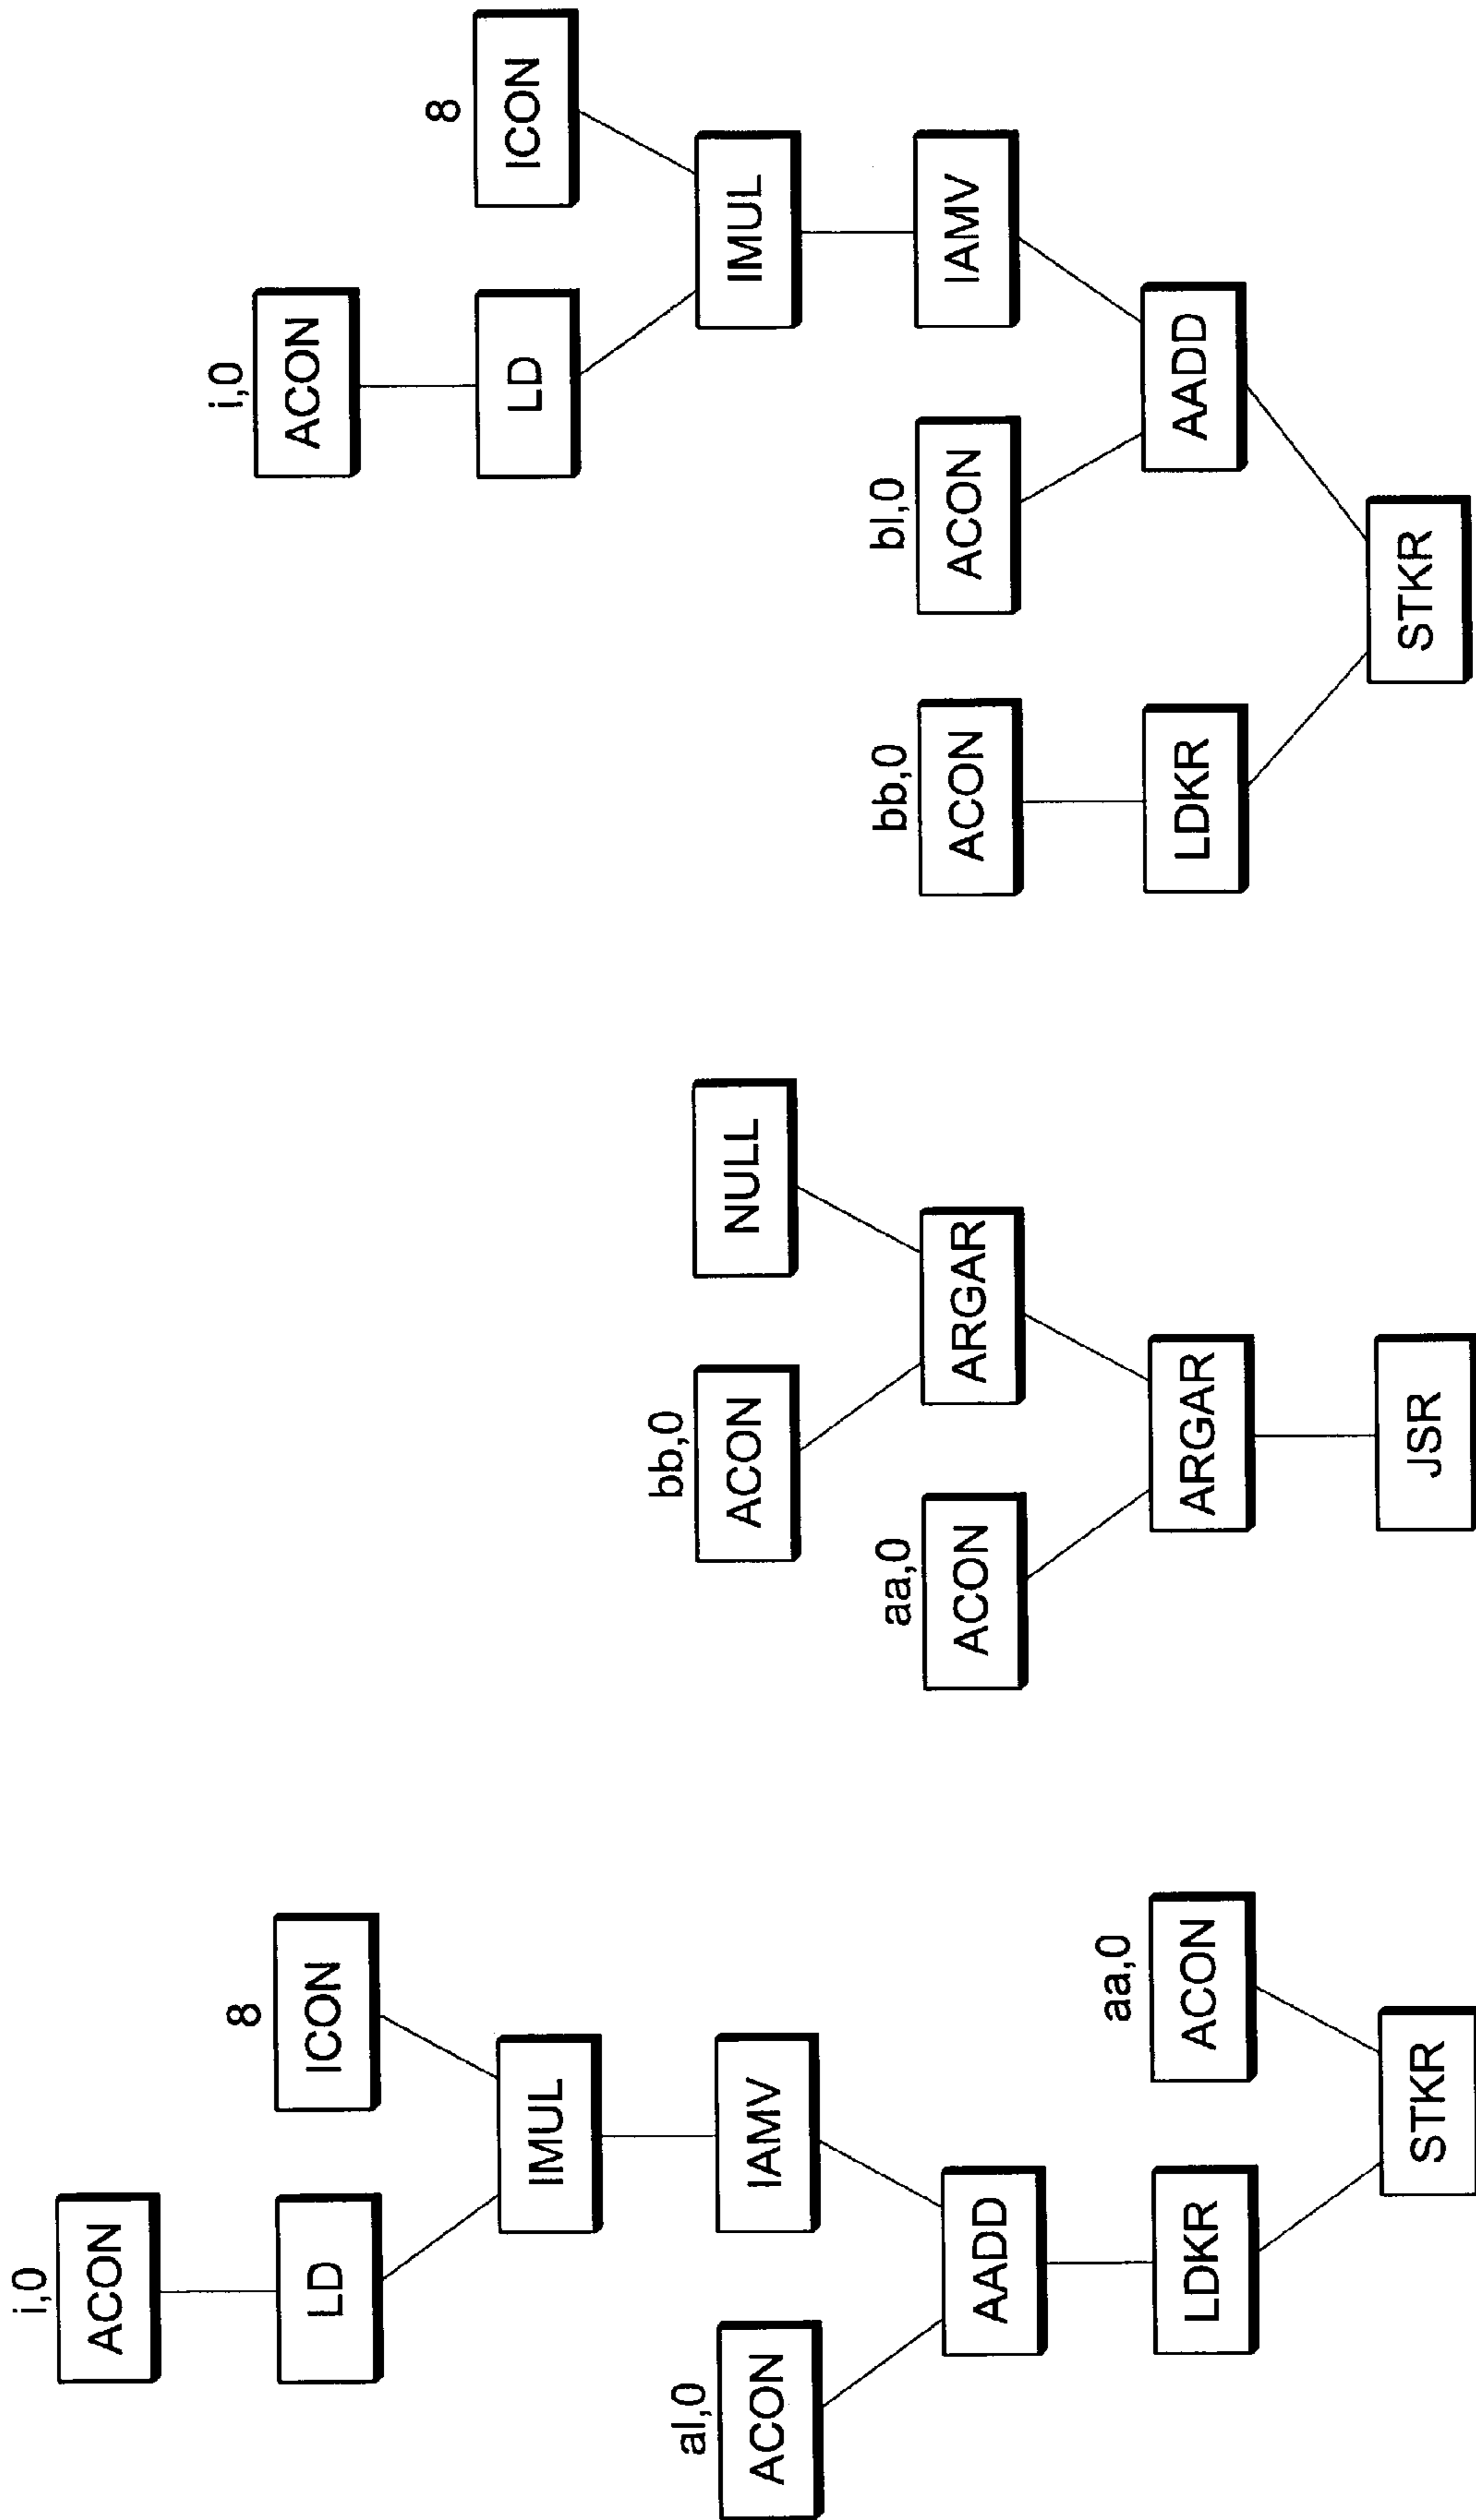 i,0
ACON
8
LD ICON
IMUL
al,0
ACON IAMV
AADD
aa,0
LDKR ACON
STKR
bb,0
ACON NULL
aa,0
ACON ARGAR
ARGAR
JSR
i,0
ACON
8
LD ICON
IMUL
bb,0 bl,0
ACON ACON IAMV
LDKR AADD
STKR